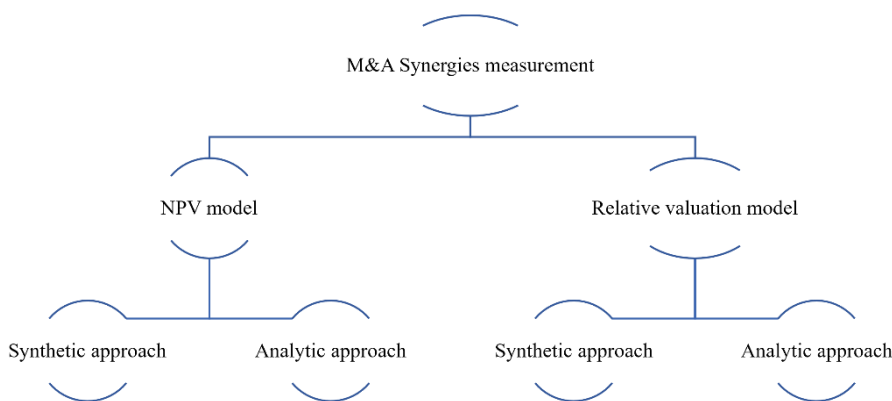 M&A Synergies measurement
NPV model
Relative valuation model
Synthetic approach
Analytic approach
Synthetic approach
Analytic approach